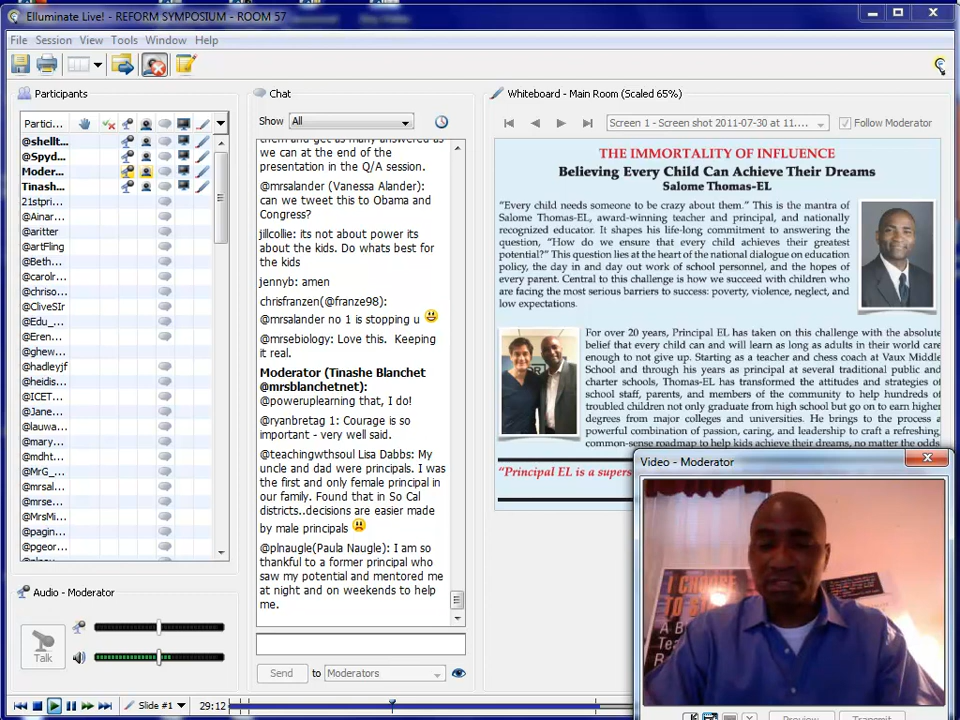 Elluminate Live! - REFORM SYMPOSIUM - ROOM 57
File Session View Tools Window Help
Participants
Partici...
@shellt...
@Spyd...
Moder...
Tinash...
21stpri...
@Ainar...
@aritter
@artFling
@Beth...
@carolr...
@chriso...
@CliveSIr
@Edu_...
@Eren...
@ghew...
@hadleyjf
@heidis...
@ICET...
@Jane...
@lauwa...
@mary...
@mdht...
@MrG_...
@mrsal...
@mrse...
@MrsMi...
@pagin...
@pgeor...
Audio - Moderator
Talk
Chat
Show All
them and get as many answered as
we can at the end of the
presentation in the Q/A session.
@mrsalander (Vanessa Alander):
can we tweet this to Obama and
Congress?
jillcollie: its not about power its
about the kids. Do whats best for
the kids
jennyb: amen
chrisfranzen(@franze98):
@mrsalander no 1 is stopping u
@mrsebiology: Love this. Keeping
it real.
Moderator (Tinashe Blanchet
@mrsblanchetnet):
@poweruplearning that, I do!
@ryanbretag 1: Courage is so
important - very well said.
@teachingwthsoul Lisa Dabbs: My
uncle and dad were principals. I was
the first and only female principal in
our family. Found that in So Cal
districts..decisions are easier made
by male principals
@plnaugle(Paula Naugle): I am so
thankful to a former principal who
saw my potential and mentored me
at night and on weekends to help
me.
Send to Moderators
Slide #1 29:12
Whiteboard - Main Room (Scaled 65%)
Screen 1 - Screen shot 2011-07-30 at 11.... Follow Moderator
THE IMMORTALITY OF INFLUENCE
Believing Every Child Can Achieve Their Dreams
Salome Thomas-EL
“Every child needs someone to be crazy about them.” This is the mantra of
Salome Thomas-EL, award-winning teacher and principal, and nationally
recognized educator. It shapes his life-long commitment to answering the
question, “How do we ensure that every child achieves their greatest
potential?” This question lies at the heart of the national dialogue on education
policy, the day in and day out work of school personnel, and the hopes of
every parent. Central to this challenge is how we succeed with children who
are facing the most serious barriers to success: poverty, violence, neglect, and
low expectations.
For over 20 years, Principal EL has taken on this challenge with the absolute
belief that every child can and will learn as long as adults in their world care
enough to not give up. Starting as a teacher and chess coach at Vaux Middle
School and through his years as principal at several traditional public and
charter schools, Thomas-EL has transformed the attitudes and strategies of
school staff, parents, and members of the community to help hundreds of
troubled children not only graduate from high school but go on to earn higher
degrees from major colleges and universities. He brings to the process a
powerful combination of passion, caring, and leadership to craft a refreshing,
common-sense roadmap to help kids achieve their dreams, no matter the odds
“Principal EL is a supers
Video - Moderator
I CHOOSE
TO ST
A B
Tea
Preview Transmit